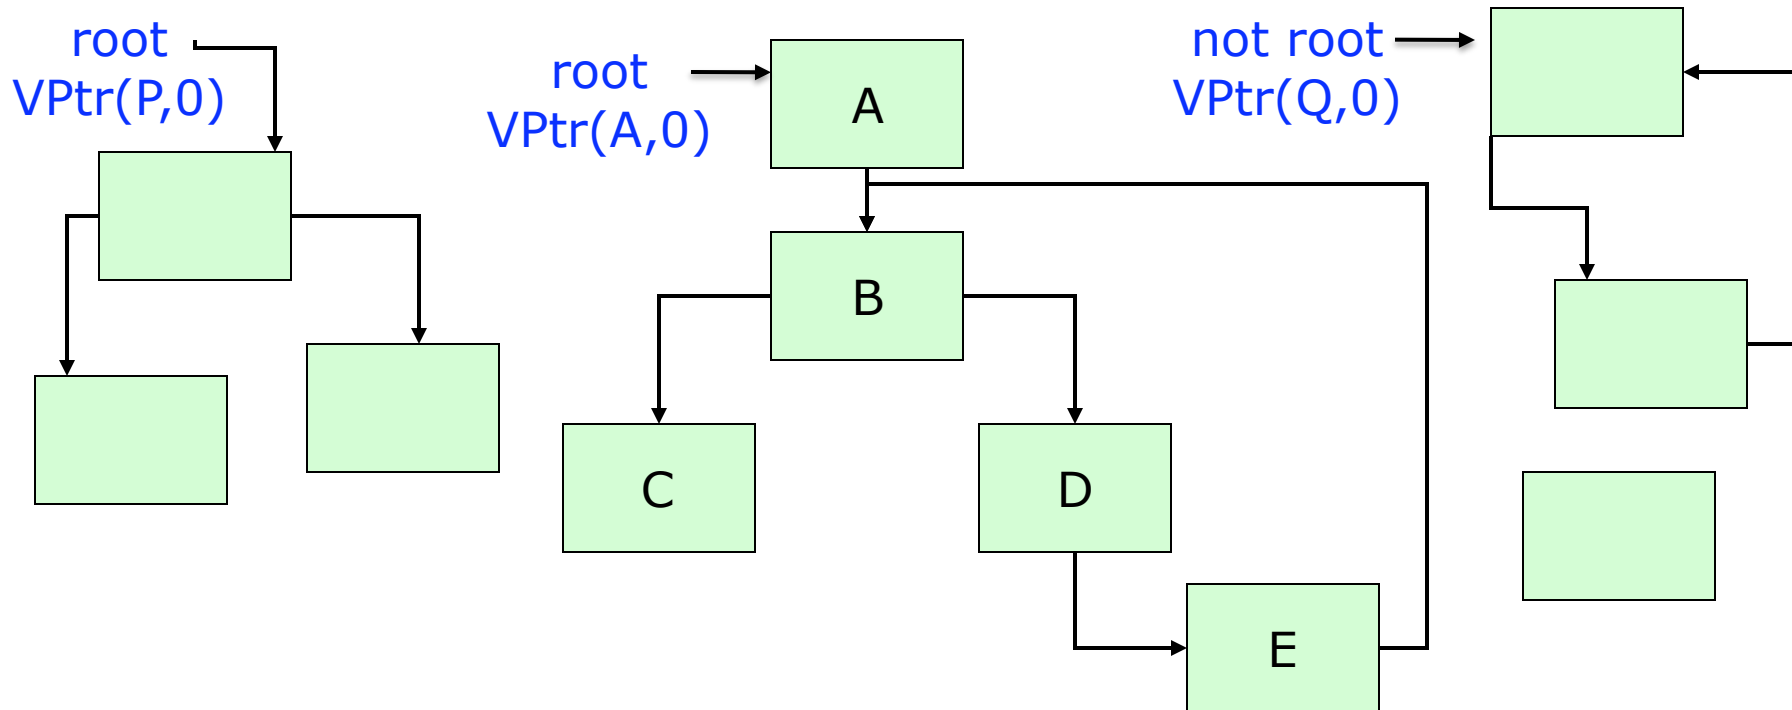 root
VPtr(P,0)
root
VPtr(A,0)
A
not root
VPtr(Q,0)
B
C
D
E